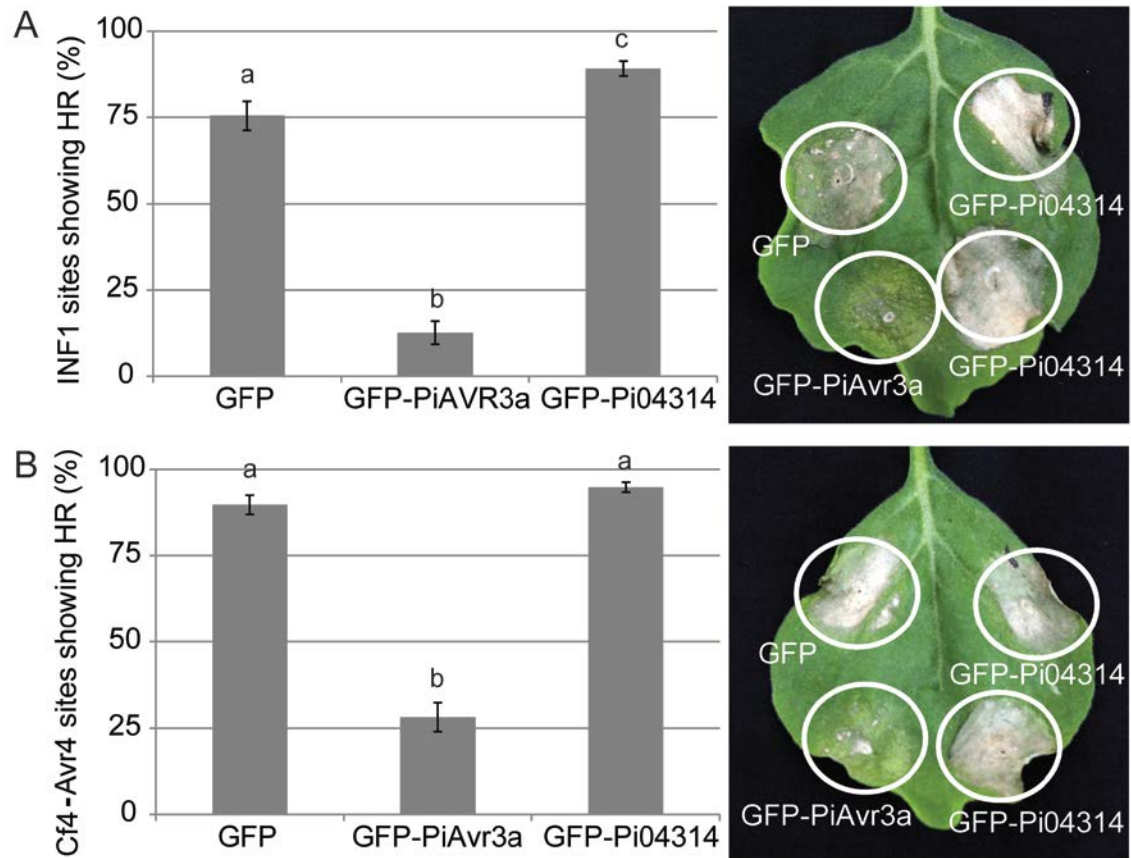 A
INF1 sites showing HR (%)
100
75
50
25
0
a
b
c
GFP
GFP-PiAVR3a
GFP-Pi04314
GFP-Pi04314
GFP
GFP-Pi04314
GFP-PiAvr3a
B
Cf4-Avr4 sites showing HR (%)
100
75
50
25
0
a
b
a
GFP
GFP-PiAvr3a
GFP-Pi04314
GFP
GFP-Pi04314
GFP-PiAvr3a
GFP-Pi04314